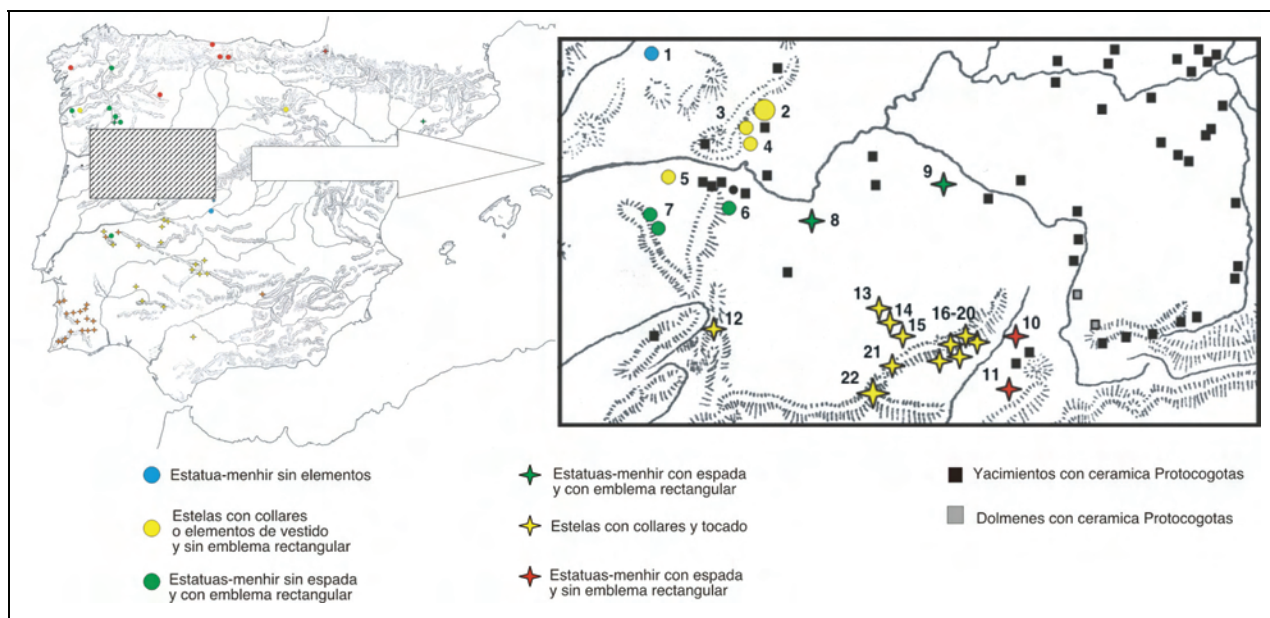 1
2
3
4
5
6
7
8
9
10
11
12
13
14
15
16-20
21
22
Estatua-menhir sin elementos
Estelas con collares
o elementos de vestido
y sin emblema rectangular
Estatuas-menhir sin espada
y con emblema rectangular
Estatuas-menhir con espada
y con emblema rectangular
Estelas con collares y tocado
Estatuas-menhir con espada
y sin emblema rectangular
Yacimientos con ceramica Protocogotas
Dolmenes con ceramica Protocogotas